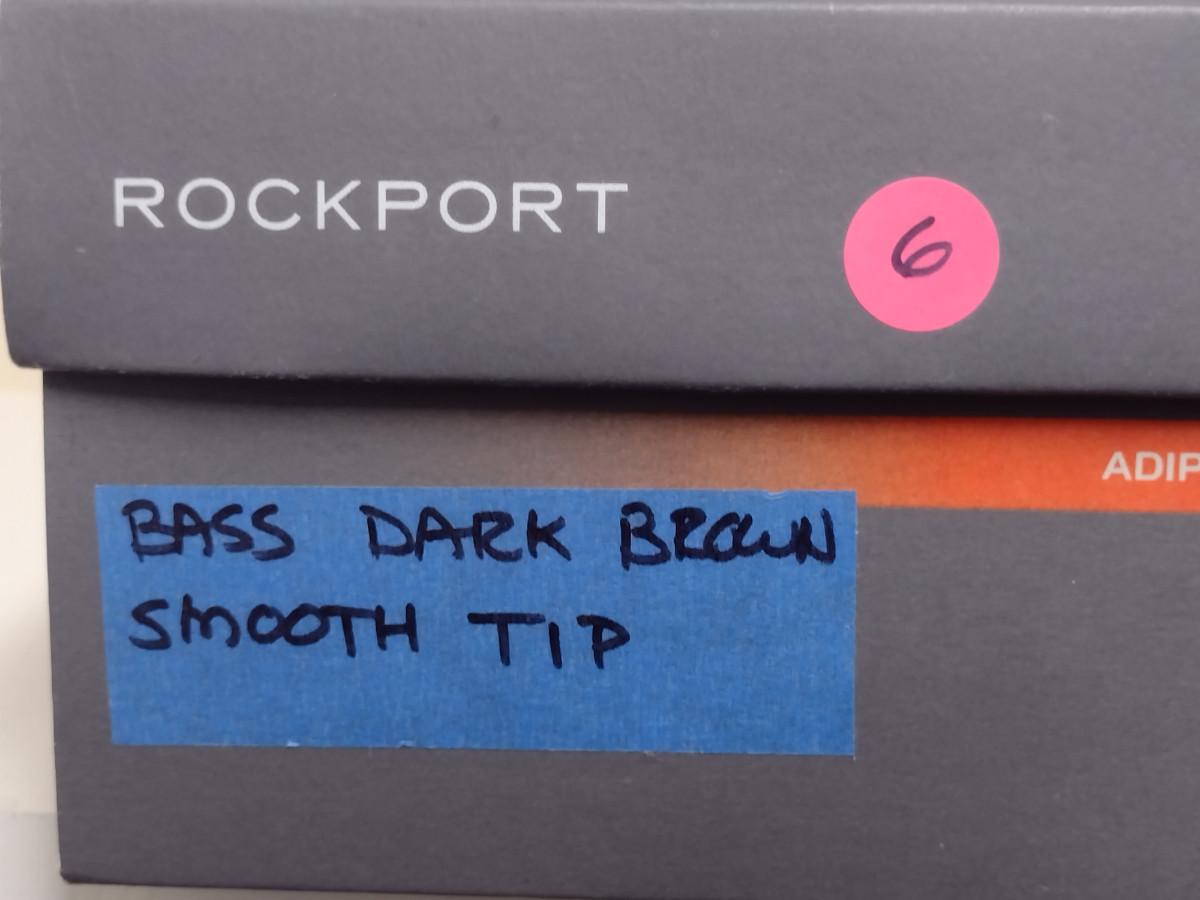 ROCKPORT
6
ADIP
BASS DARK BROWN
SMOOTH TIP